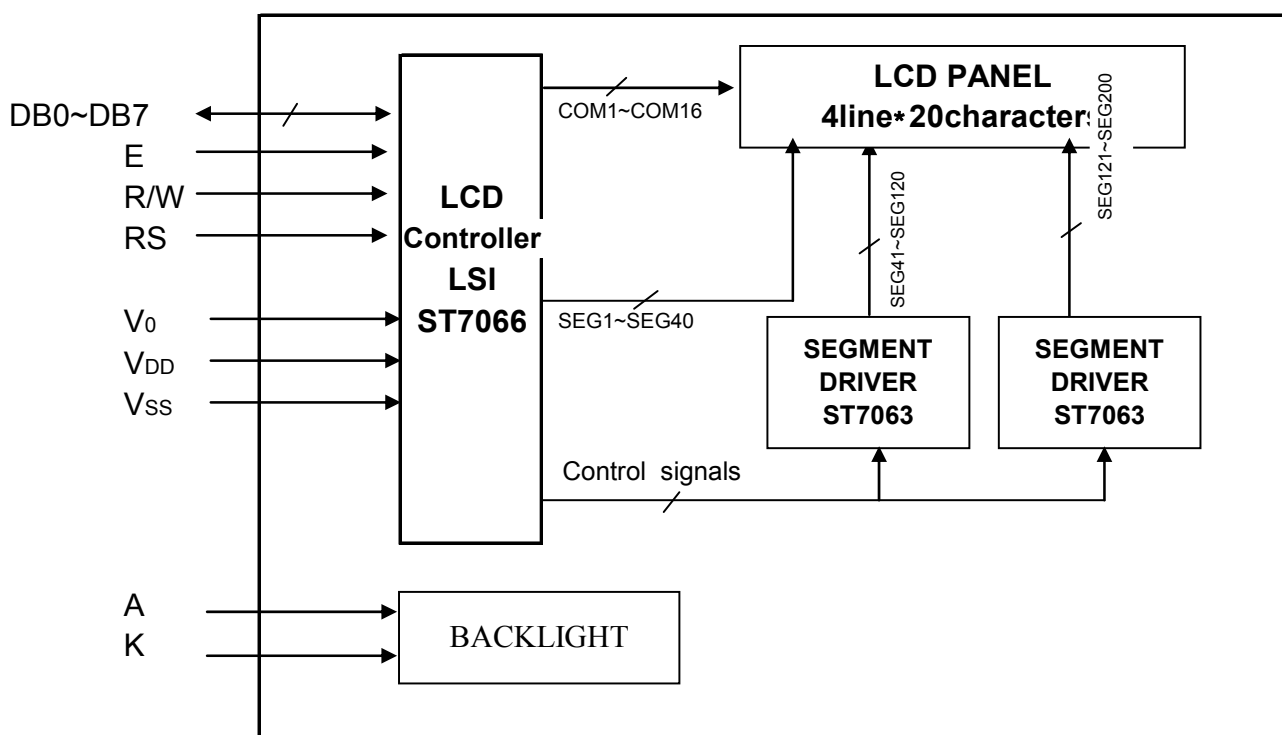 DB0~DB7
E
R/W
RS
V0
VDD
VSS
A
K
LCD
Controller
LSI
ST7066
COM1~COM16
SEG1~SEG40
Control signals
LCD PANEL
4line*20characters
SEG41~SEG120
SEG121~SEG200
SEGMENT
DRIVER
ST7063
SEGMENT
DRIVER
ST7063
BACKLIGHT